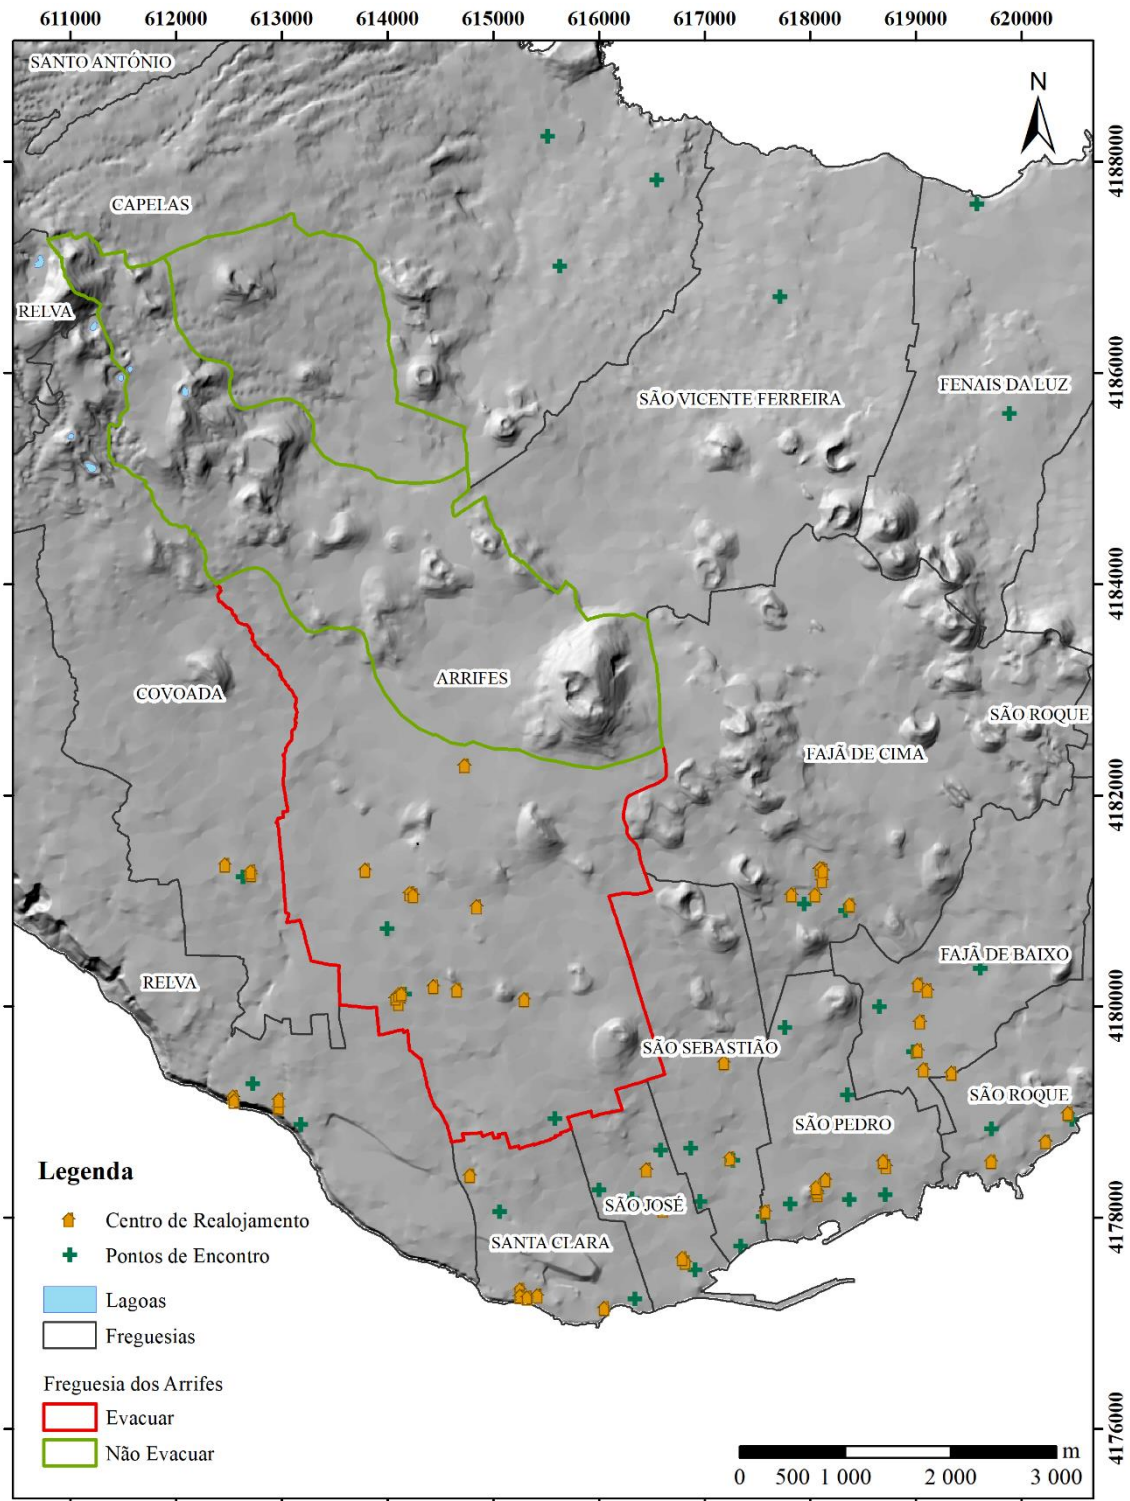 611000 612000 613000 614000 615000 616000 617000 618000 619000 620000
SANTO ANTÓNIO
N
4188000
CAPELAS
RELVA
4186000
SÃO VICENTE FERREIRA
FENAIS DA LUZ
4184000
ARRIFES
COVOADA
SÃO ROQUE
FAJÃ DE CIMA
4182000
FAJÃ DE BAIXO
RELVA
4180000
SÃO SEBASTIÃO
SÃO ROQUE
SÃO PEDRO
Legenda
SÃO JOSÉ
4178000
Centro de Realojamento
SANTA CLARA
Pontos de Encontro
Lagoas
Freguesias
Freguesia dos Arrifes
Evacuar
4176000
Não Evacuar
m
0 500 1 000 2 000 3 000